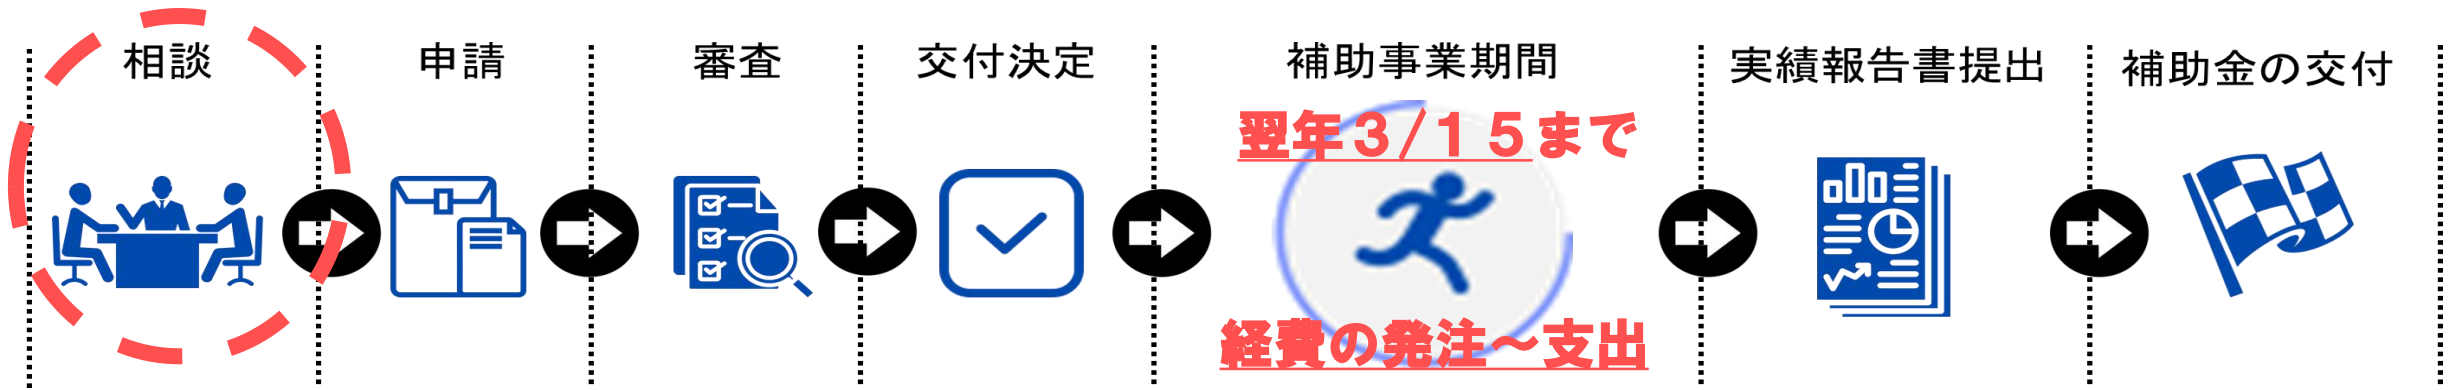 相談
申請
審査
交付決定
補助事業期間
実績報告書提出
補助金の交付
翌年３/１５まで
経費の発注～支出